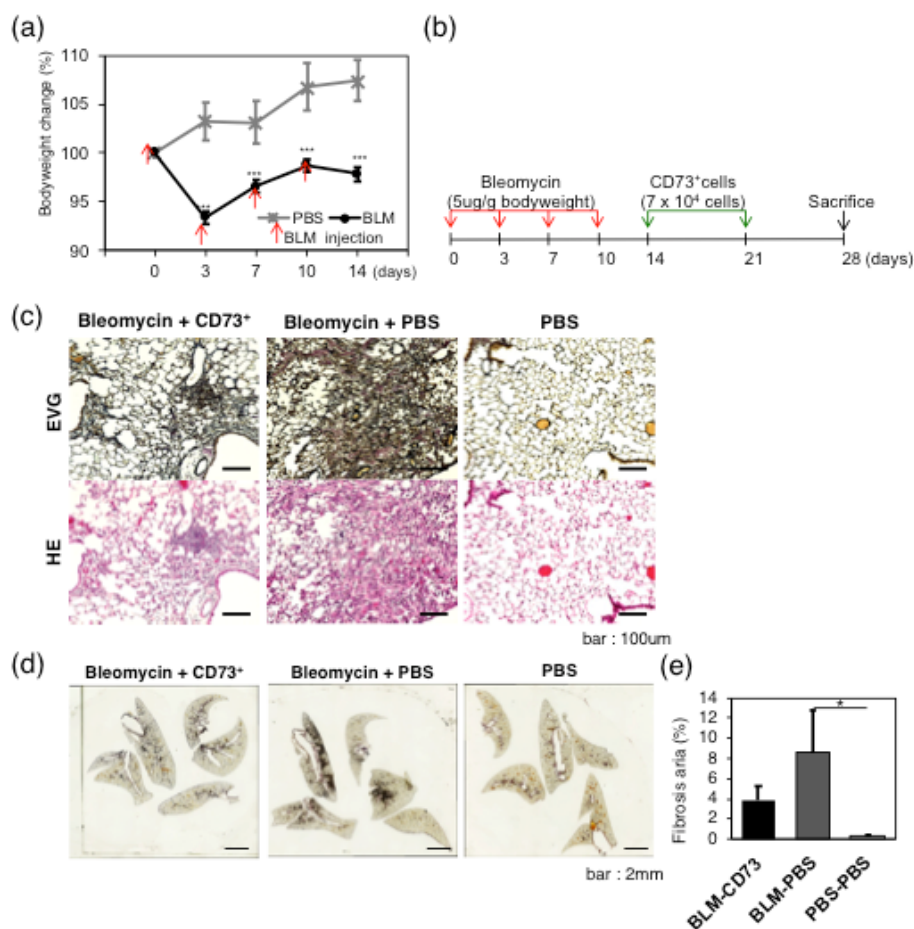 (a)
Bodyweight change (%)
110
105
100
95
90
**
***
***
***
PBS BLM
BLM injection
0 3 7 10 14 (days)
(b)
Bleomycin
(5ug/g bodyweight)
CD73⁺cells
(7 x 10⁴ cells)
Sacrifice
0 3 7 10 14 21 28 (days)
(c)
Bleomycin + CD73⁺ Bleomycin + PBS PBS
EVG
HE
bar : 100um
(d)
Bleomycin + CD73⁺ Bleomycin + PBS PBS
bar : 2mm
(e)
Fibrosis aria (%)
14
12
10
8
6
4
2
0
*
BLM-CD73
BLM-PBS
PBS-PBS